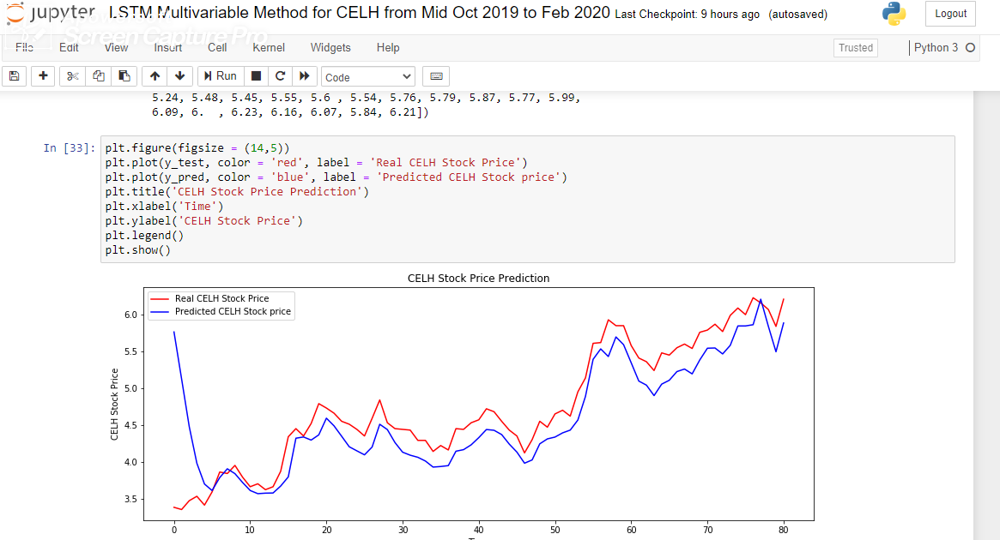 jupyter LSTM Multivariable Method for CELH from Mid Oct 2019 to Feb 2020 Last Checkpoint: 9 hours ago (autosaved) Logout
Screen Capture Pro
File Edit View Insert Cell Kernel Widgets Help Trusted Python 3
Run Code
5.24, 5.48, 5.45, 5.55, 5.6 , 5.54, 5.76, 5.79, 5.87, 5.77, 5.99,
6.09, 6.  , 6.23, 6.16, 6.07, 5.84, 6.21])
In [33]: plt.figure(figsize = (14,5))
plt.plot(y_test, color = 'red', label = 'Real CELH Stock Price')
plt.plot(y_pred, color = 'blue', label = 'Predicted CELH Stock price')
plt.title('CELH Stock Price Prediction')
plt.xlabel('Time')
plt.ylabel('CELH Stock Price')
plt.legend()
plt.show()
CELH Stock Price Prediction
Real CELH Stock Price
Predicted CELH Stock price
CELH Stock Price
6.0
5.5
5.0
4.5
4.0
3.5
0 10 20 30 40 50 60 70 80